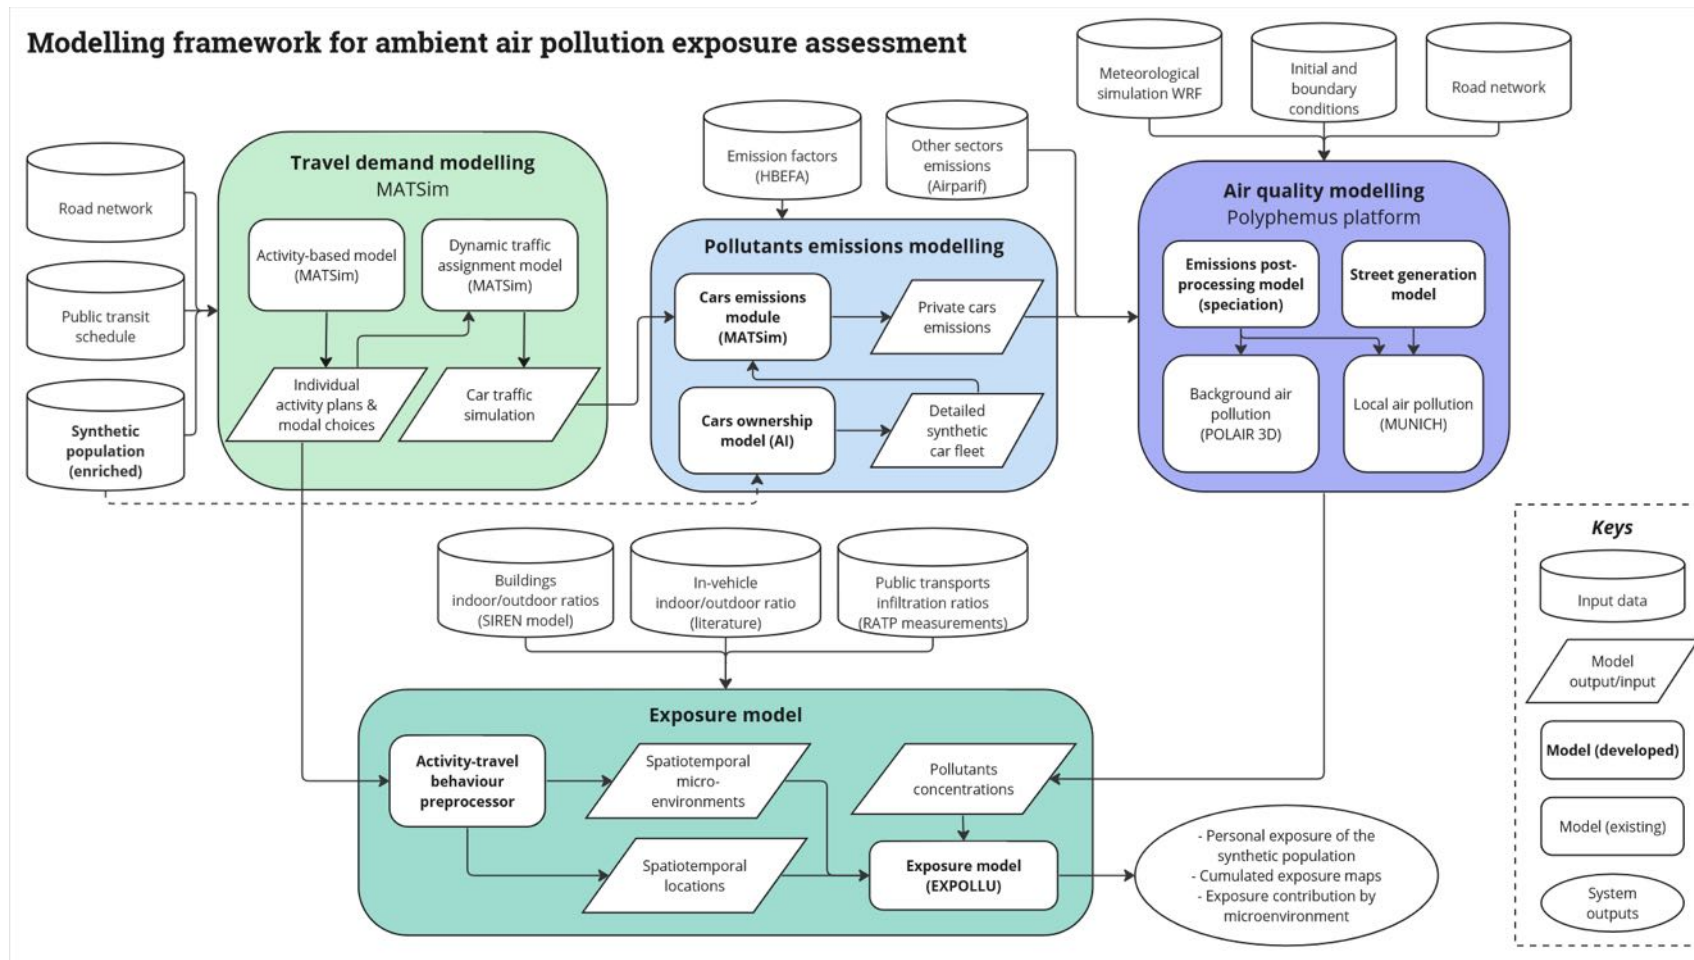 Modelling framework for ambient air pollution exposure assessment
Meteorological
simulation WRF
Initial and
boundary
conditions
Road network
Emission factors
(HBEFA)
Other sectors
emissions
(Airparif)
Road network
Public transit
schedule
Synthetic
population
(enriched)
Travel demand modelling
MATSim
Activity-based model
(MATSim)
Dynamic traffic
assignment model
(MATSim)
Individual
activity plans &
modal choices
Car traffic
simulation
Pollutants emissions modelling
Cars emissions
module
(MATSim)
Private cars
emissions
Cars ownership
model (AI)
Detailed
synthetic
car fleet
Air quality modelling
Polyphemus platform
Emissions post-
processing model
(speciation)
Street generation
model
Background air
pollution
(POLAIR 3D)
Local air pollution
(MUNICH)
Buildings
indoor/outdoor ratios
(SIREN model)
In-vehicle
indoor/outdoor ratio
(literature)
Public transports
infiltration ratios
(RATP measurements)
Exposure model
Activity-travel
behaviour
preprocessor
Spatiotemporal
micro-
environments
Spatiotemporal
locations
Pollutants
concentrations
Exposure model
(EXPOLLU)
- Personal exposure of the
synthetic population
- Cumulated exposure maps
- Exposure contribution by
microenvironment
Keys
Input data
Model
output/input
Model (developed)
Model (existing)
System
outputs